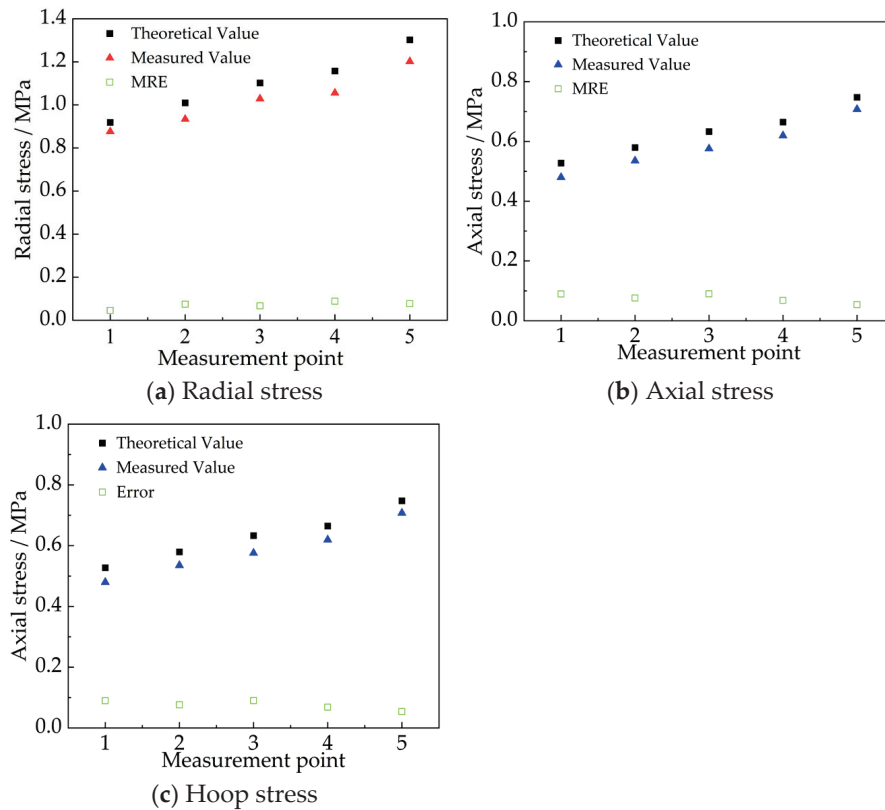 1.4
1.2
1.0
0.8
0.6
0.4
0.2
0.0
Radial stress / MPa
Theoretical Value
Measured Value
MRE
1 2 3 4 5
Measurement point
(a) Radial stress
1.0
0.8
0.6
0.4
0.2
0.0
Axial stress / MPa
Theoretical Value
Measured Value
MRE
1 2 3 4 5
Measurement point
(b) Axial stress
1.0
0.8
0.6
0.4
0.2
0.0
Axial stress / MPa
Theoretical Value
Measured Value
Error
1 2 3 4 5
Measurement point
(c) Hoop stress